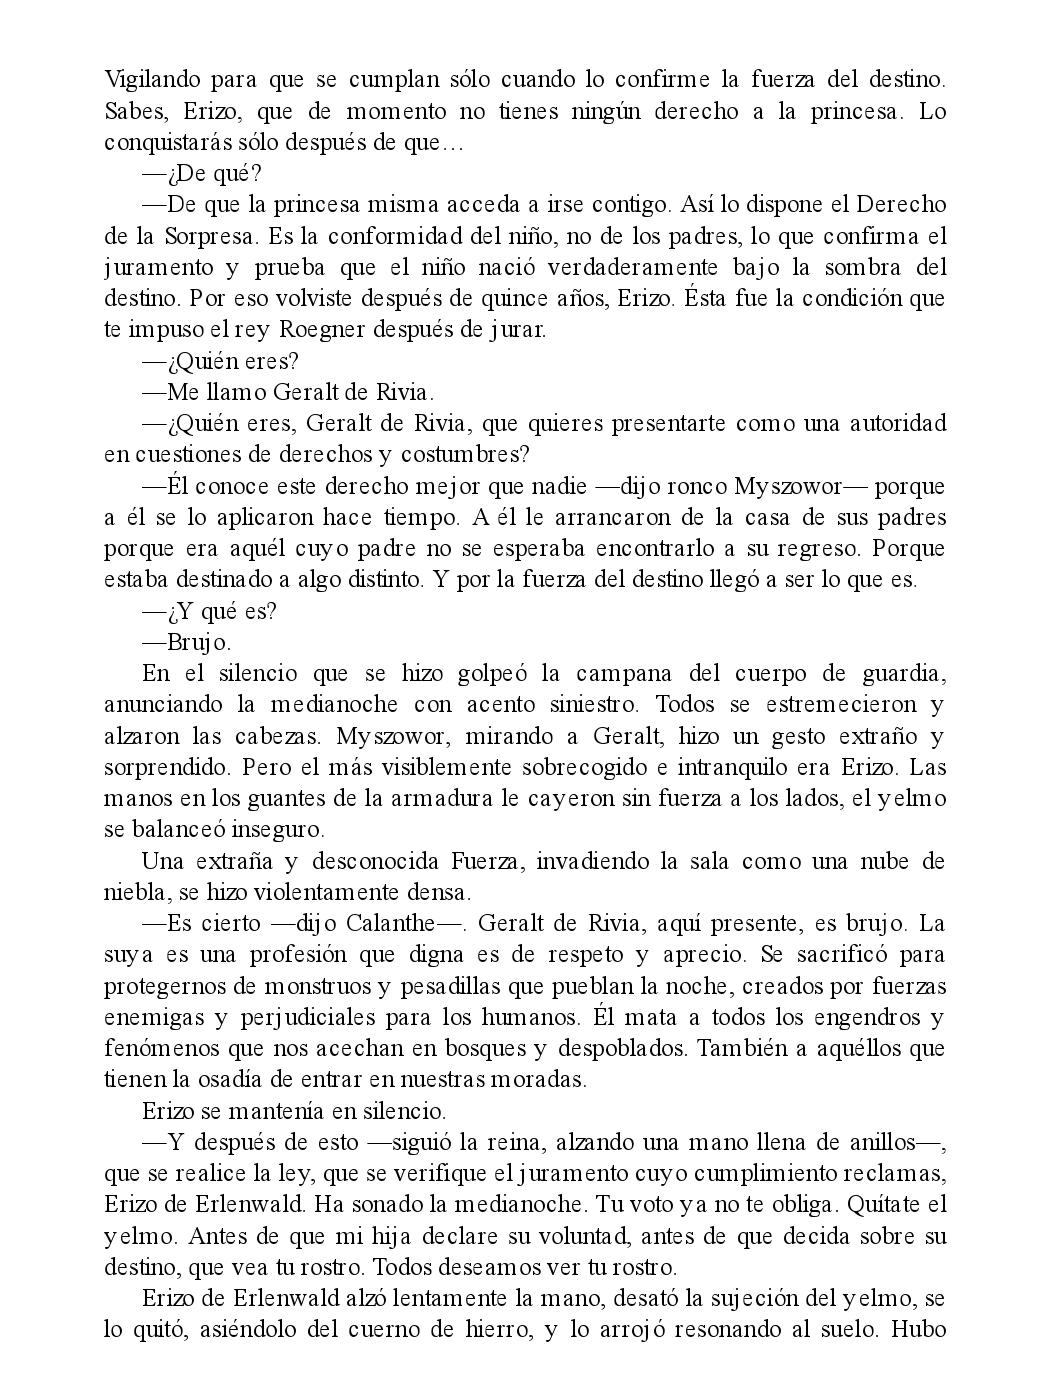 Vigilando para que se cumplan sólo cuando lo confirme la fuerza del destino.
Sabes, Erizo, que de momento no tienes ningún derecho a la princesa. Lo
conquistarás sólo después de que…
—¿De qué?
—De que la princesa misma acceda a irse contigo. Así lo dispone el Derecho
de la Sorpresa. Es la conformidad del niño, no de los padres, lo que confirma el
juramento y prueba que el niño nació verdaderamente bajo la sombra del
destino. Por eso volviste después de quince años, Erizo. Ésta fue la condición que
te impuso el rey Roegner después de jurar.
—¿Quién eres?
—Me llamo Geralt de Rivia.
—¿Quién eres, Geralt de Rivia, que quieres presentarte como una autoridad
en cuestiones de derechos y costumbres?
—Él conoce este derecho mejor que nadie —dijo ronco Myszowor— porque
a él se lo aplicaron hace tiempo. A él le arrancaron de la casa de sus padres
porque era aquél cuyo padre no se esperaba encontrarlo a su regreso. Porque
estaba destinado a algo distinto. Y por la fuerza del destino llegó a ser lo que es.
—¿Y qué es?
—Brujo.
En el silencio que se hizo golpeó la campana del cuerpo de guardia,
anunciando la medianoche con acento siniestro. Todos se estremecieron y
alzaron las cabezas. Myszowor, mirando a Geralt, hizo un gesto extraño y
sorprendido. Pero el más visiblemente sobrecogido e intranquilo era Erizo. Las
manos en los guantes de la armadura le cayeron sin fuerza a los lados, el yelmo
se balanceó inseguro.
Una extraña y desconocida Fuerza, invadiendo la sala como una nube de
niebla, se hizo violentamente densa.
—Es cierto —dijo Calanthe—. Geralt de Rivia, aquí presente, es brujo. La
suya es una profesión que digna es de respeto y aprecio. Se sacrificó para
protegernos de monstruos y pesadillas que pueblan la noche, creados por fuerzas
enemigas y perjudiciales para los humanos. Él mata a todos los engendros y
fenómenos que nos acechan en bosques y despoblados. También a aquéllos que
tienen la osadía de entrar en nuestras moradas.
Erizo se mantenía en silencio.
—Y después de esto —siguió la reina, alzando una mano llena de anillos—,
que se realice la ley, que se verifique el juramento cuyo cumplimiento reclamas,
Erizo de Erlenwald. Ha sonado la medianoche. Tu voto ya no te obliga. Quítate el
yelmo. Antes de que mi hija declare su voluntad, antes de que decida sobre su
destino, que vea tu rostro. Todos deseamos ver tu rostro.
Erizo de Erlenwald alzó lentamente la mano, desató la sujeción del yelmo, se
lo quitó, asiéndolo del cuerno de hierro, y lo arrojó resonando al suelo. Hubo